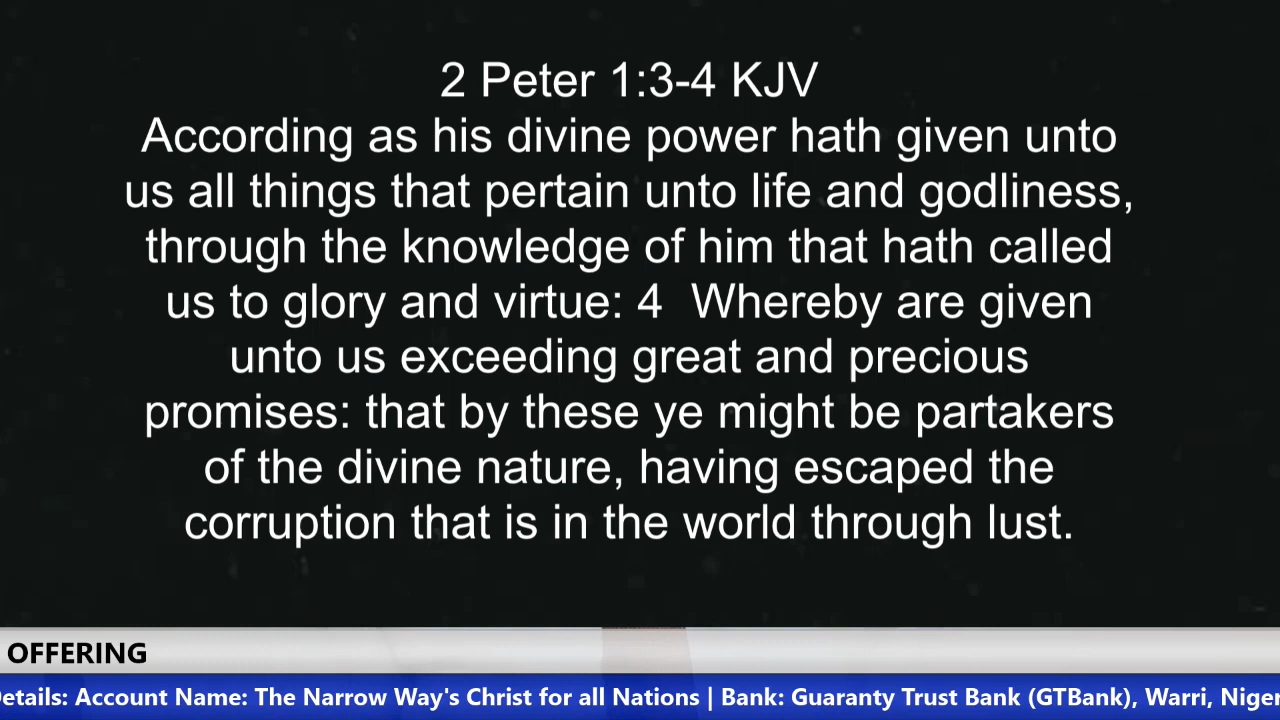 2 Peter 1:3-4 KJV
According as his divine power hath given unto
us all things that pertain unto life and godliness,
through the knowledge of him that hath called
us to glory and virtue: 4 Whereby are given
unto us exceeding great and precious
promises: that by these ye might be partakers
of the divine nature, having escaped the
corruption that is in the world through lust.
OFFERING
Details: Account Name: The Narrow Way's Christ for all Nations | Bank: Guaranty Trust Bank (GTBank), Warri,